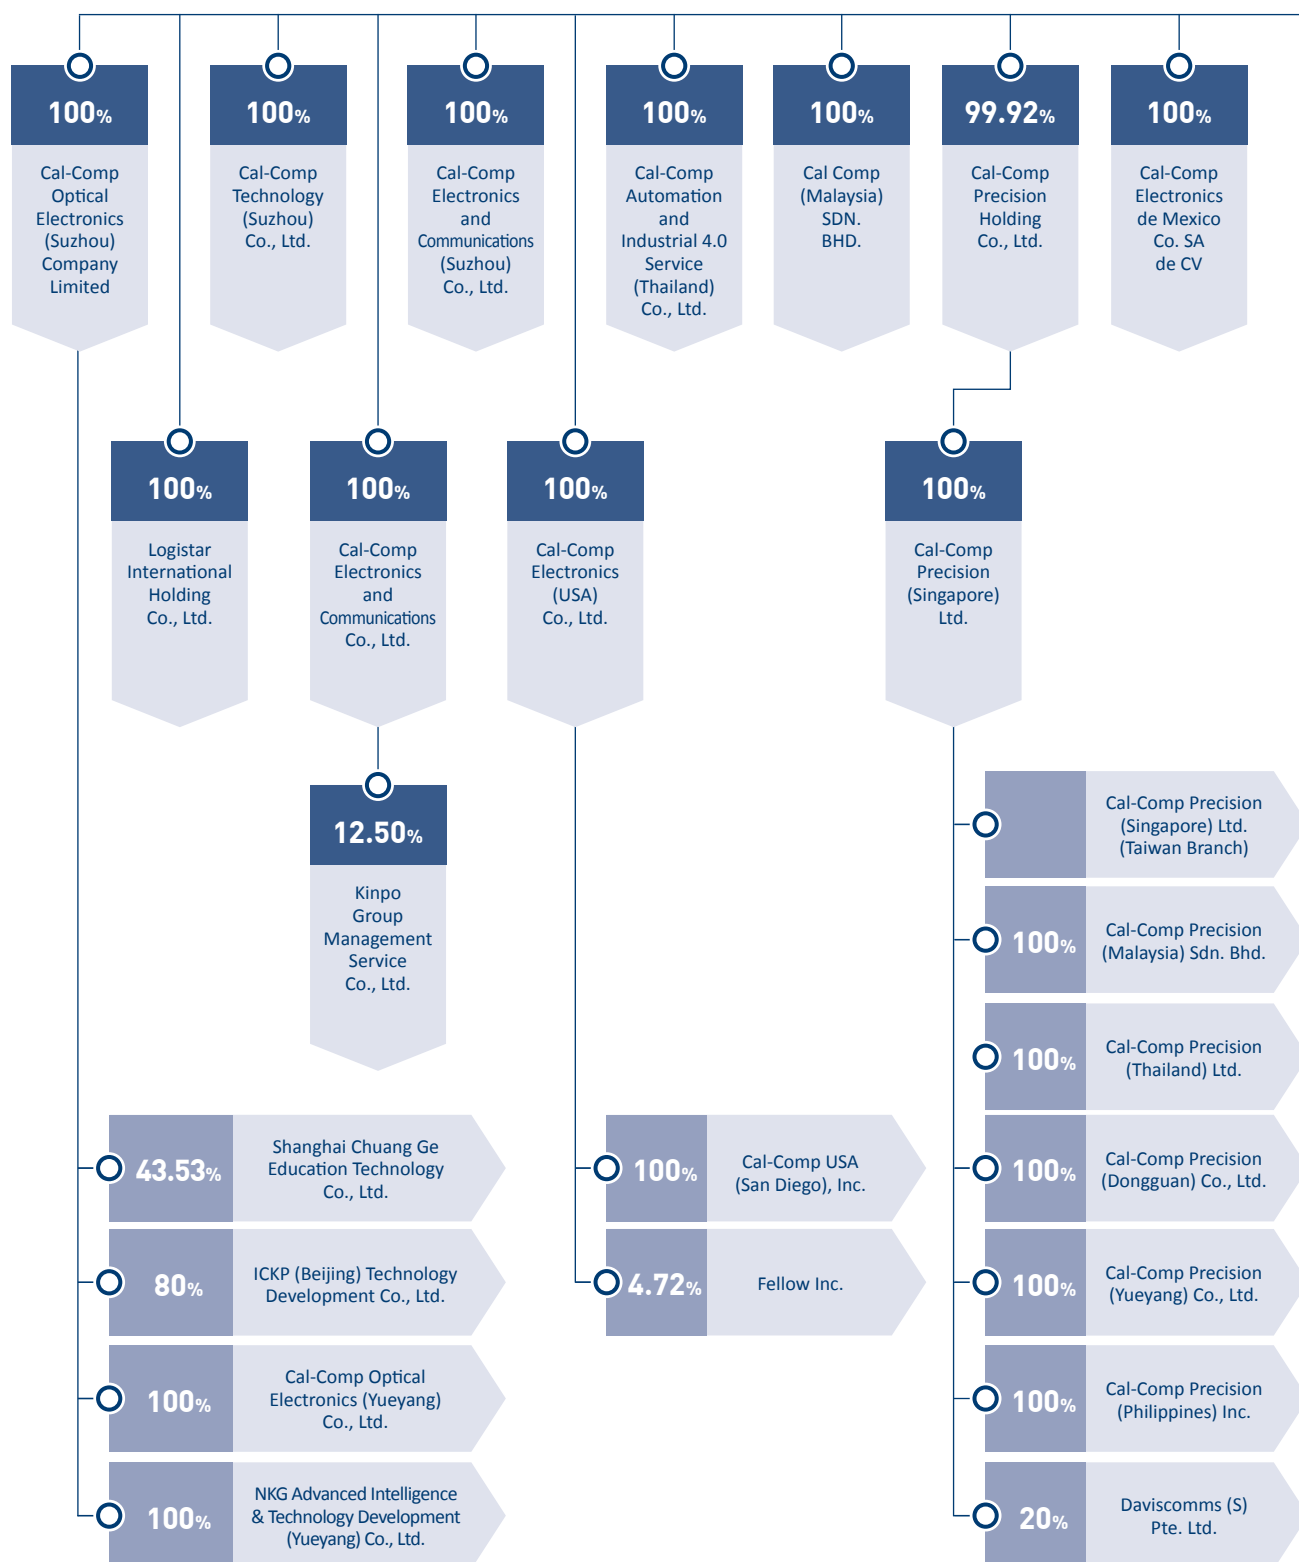 100%
Cal-Comp
Optical
Electronics
(Suzhou)
Company
Limited
100%
Cal-Comp
Technology
(Suzhou)
Co., Ltd.
100%
Cal-Comp
Electronics
and
Communications
(Suzhou)
Co., Ltd.
100%
Cal-Comp
Automation
and
Industrial 4.0
Service
(Thailand)
Co., Ltd.
100%
Cal Comp
(Malaysia)
SDN.
BHD.
99.92%
Cal-Comp
Precision
Holding
Co., Ltd.
100%
Cal-Comp
Electronics
de Mexico
Co. SA
de CV
100%
Logistar
International
Holding
Co., Ltd.
100%
Cal-Comp
Electronics
and
Communications
Co., Ltd.
100%
Cal-Comp
Electronics
(USA)
Co., Ltd.
100%
Cal-Comp
Precision
(Singapore)
Ltd.
12.50%
Kinpo
Group
Management
Service
Co., Ltd.
43.53%
Shanghai Chuang Ge
Education Technology
Co., Ltd.
80%
ICKP (Beijing) Technology
Development Co., Ltd.
100%
Cal-Comp Optical
Electronics (Yueyang)
Co., Ltd.
100%
NKG Advanced Intelligence
& Technology Development
(Yueyang) Co., Ltd.
100%
Cal-Comp USA
(San Diego), Inc.
4.72%
Fellow Inc.
Cal-Comp Precision
(Singapore) Ltd.
(Taiwan Branch)
100%
Cal-Comp Precision
(Malaysia) Sdn. Bhd.
100%
Cal-Comp Precision
(Thailand) Ltd.
100%
Cal-Comp Precision
(Dongguan) Co., Ltd.
100%
Cal-Comp Precision
(Yueyang) Co., Ltd.
100%
Cal-Comp Precision
(Philippines) Inc.
20%
Daviscomms (S)
Pte. Ltd.